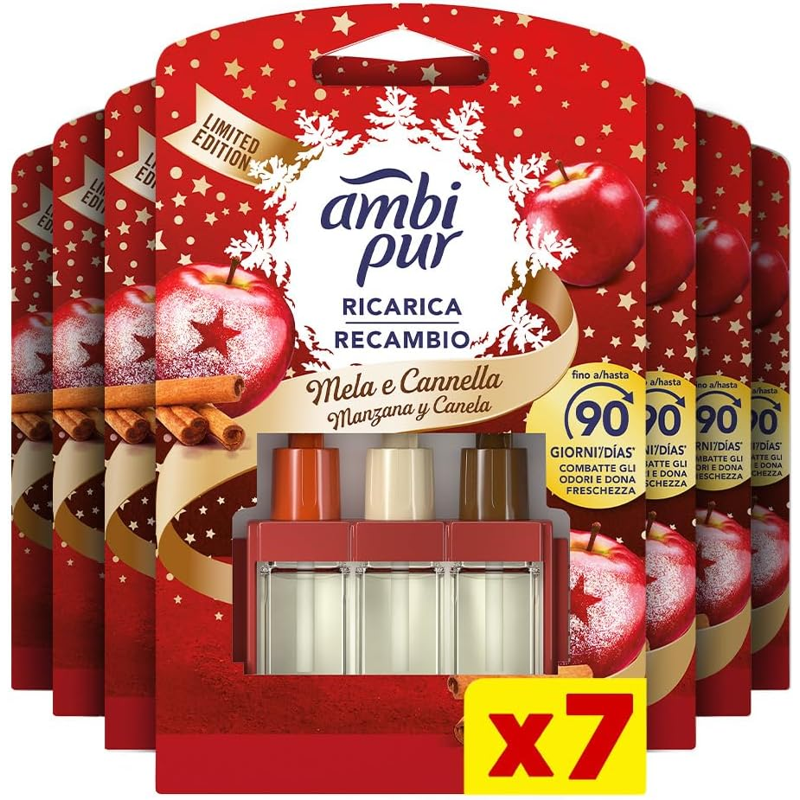 LIMITED
EDITION
ambi
pur
RICARICA
RECAMBIO
Mela e Cannella
Manzana y Canela
fino a/hasta
90
GIORNI*/DÍAS*
COMBATTE GLI
ODORI E DONA
FRESCHEZZA
x7